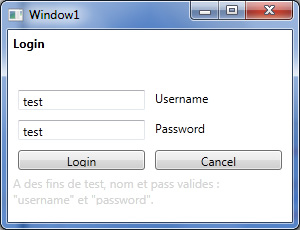 Window1
Login
test
Username
test
Password
Login
Cancel
A des fins de test, nom et pass valides :
"username" et "password".